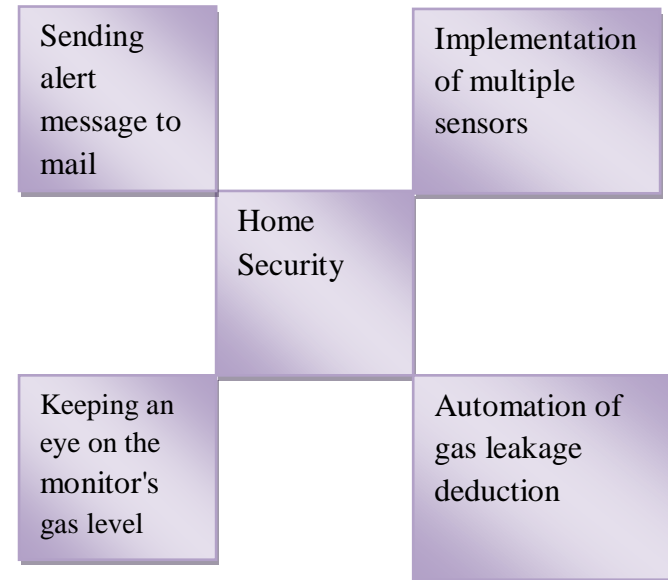 Sending
alert
message to
mail
Implementation
of multiple
sensors
Home
Security
Keeping an
eye on the
monitor's
gas level
Automation of
gas leakage
deduction